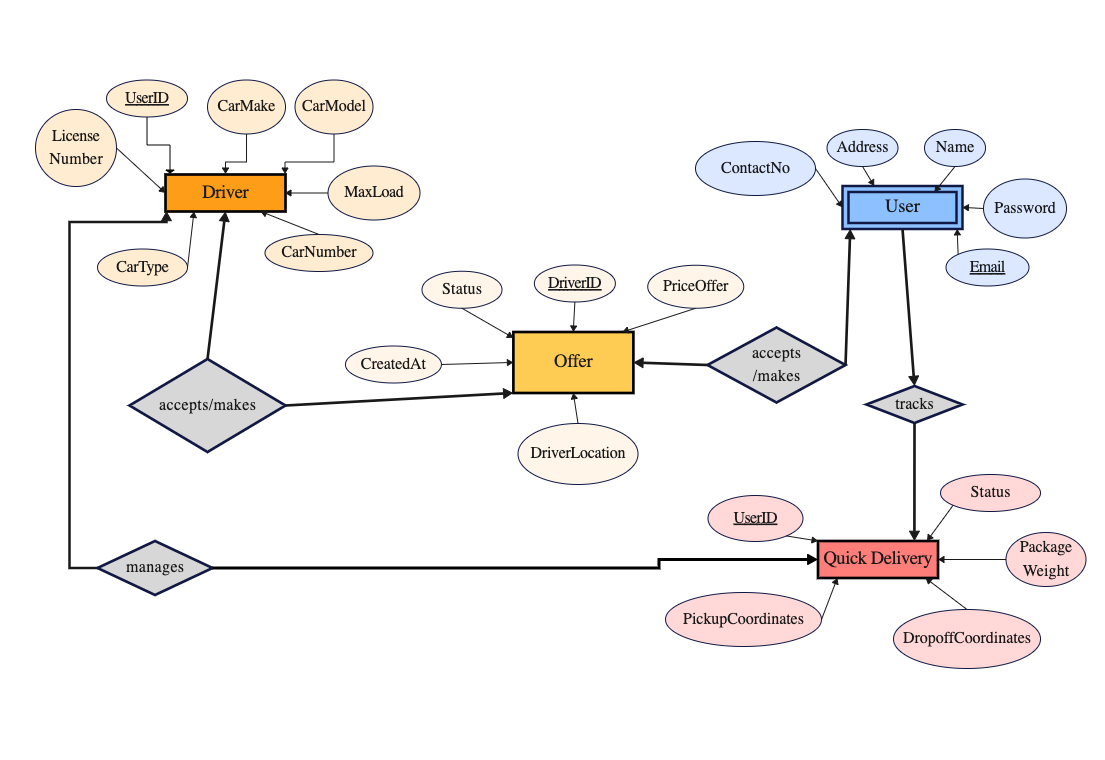 UserID
CarMake
CarModel
License
Number
Driver
MaxLoad
CarNumber
CarType
Address
Name
ContactNo
User
Password
Email
Status
DriverID
PriceOffer
CreatedAt
Offer
DriverLocation
accepts/makes
accepts
/makes
tracks
manages
UserID
Status
Quick Delivery
Package
Weight
PickupCoordinates
DropoffCoordinates